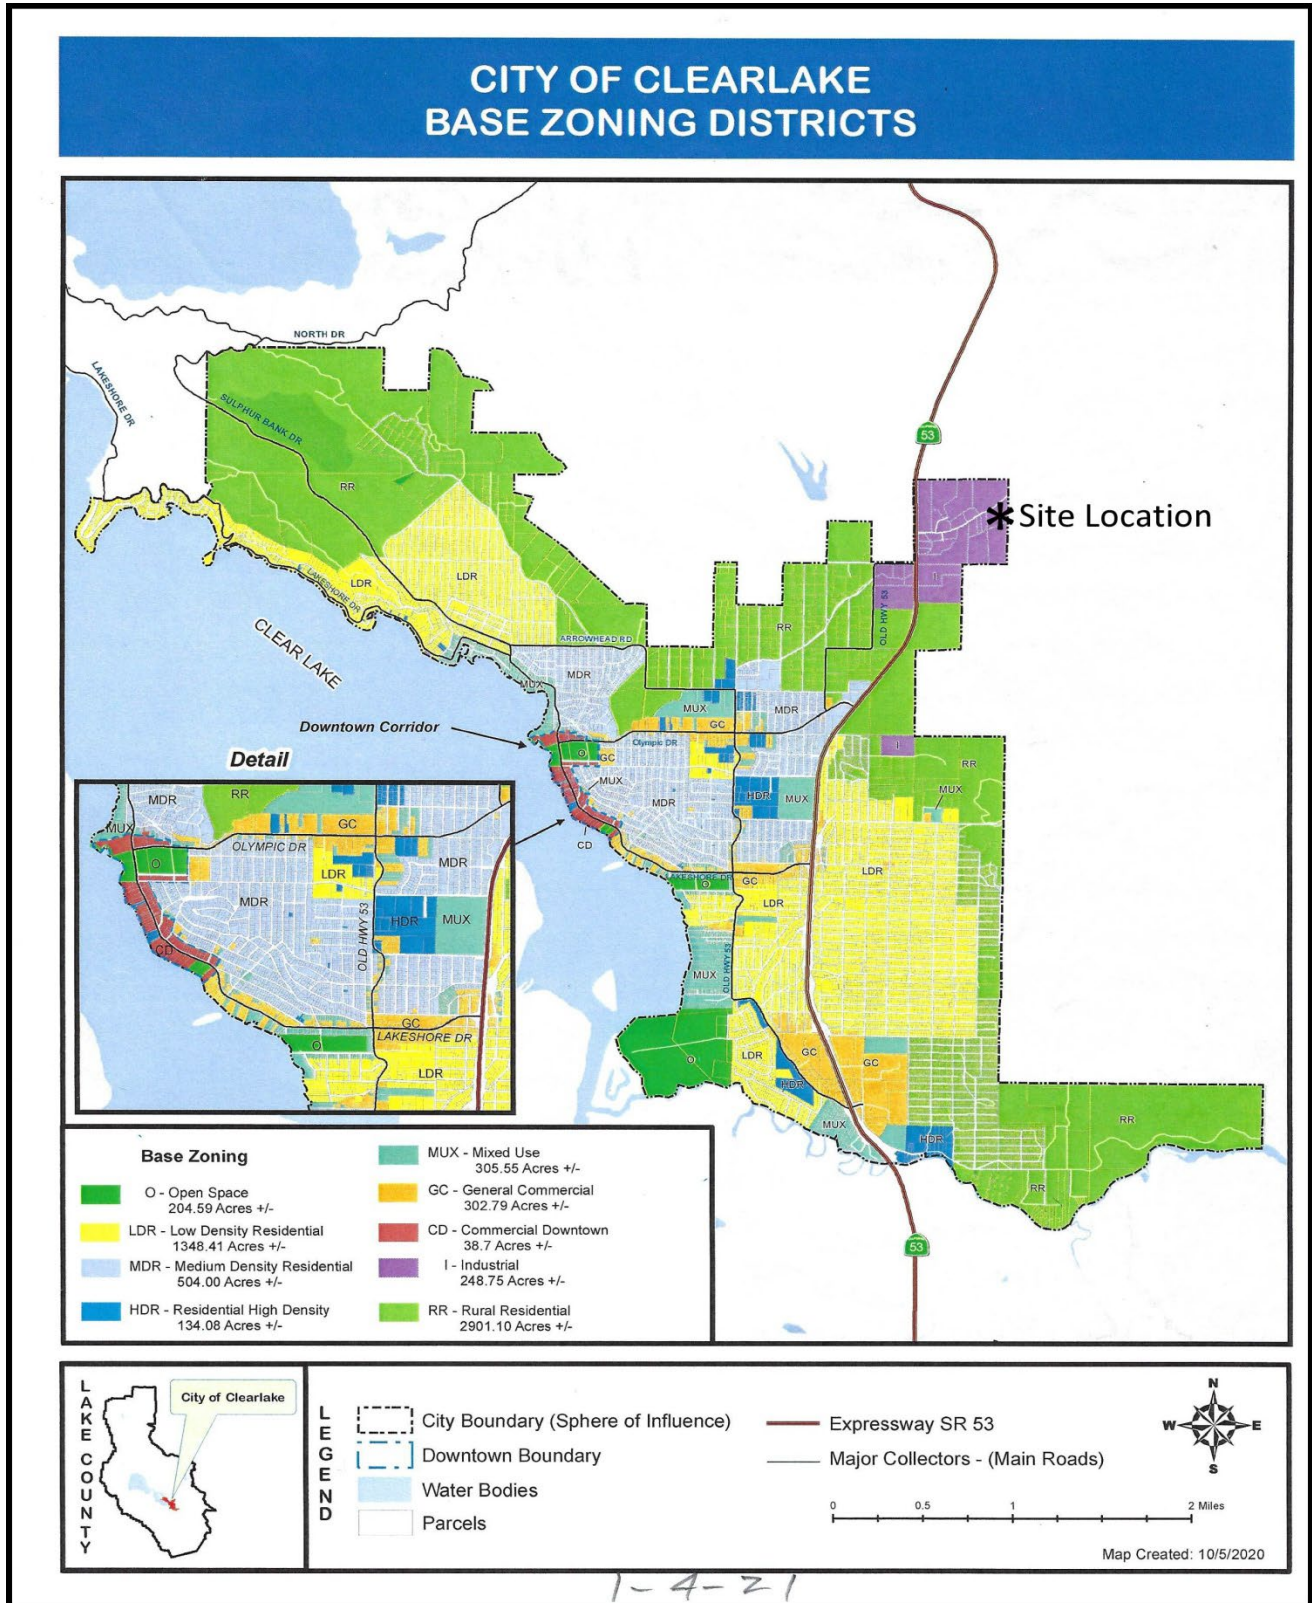 CITY OF CLEARLAKE
BASE ZONING DISTRICTS
NORTH DR
LAKESHORE DR
SULPHUR BANK DR
53
RR
Site Location
LDR
LDR
LAKESHORE DR
I
OLD HWY 53
RR
CLEAR LAKE
ARROWHEAD RD
MDR
MUX
MUX
MDR
GC
Downtown Corridor
Olympic DR
O
GC
I
RR
Detail
MUX
MDR
HDR
MUX
MUX
CD
LDR
LAKESHORE DR
O
GC
LDR
MUX
OLD HWY 53
GC
GC
O
LDR
HDR
MUX
HDR
RR
RR
53
MDR
RR
MUX
GC
OLYMPIC DR
MDR
O
LDR
MDR
HDR
MUX
OLD HWY 53
CD
GC
LAKESHORE DR
O
LDR
Base Zoning
O - Open Space
204.59 Acres +/-
LDR - Low Density Residential
1348.41 Acres +/-
MDR - Medium Density Residential
504.00 Acres +/-
HDR - Residential High Density
134.08 Acres +/-
MUX - Mixed Use
305.55 Acres +/-
GC - General Commercial
302.79 Acres +/-
CD - Commercial Downtown
38.7 Acres +/-
I - Industrial
248.75 Acres +/-
RR - Rural Residential
2901.10 Acres +/-
LAKE COUNTY
City of Clearlake
LEGEND
City Boundary (Sphere of Influence)
Downtown Boundary
Water Bodies
Parcels
Expressway SR 53
Major Collectors - (Main Roads)
N
W E
S
0 0.5 1 2 Miles
Map Created: 10/5/2020
1-4-21